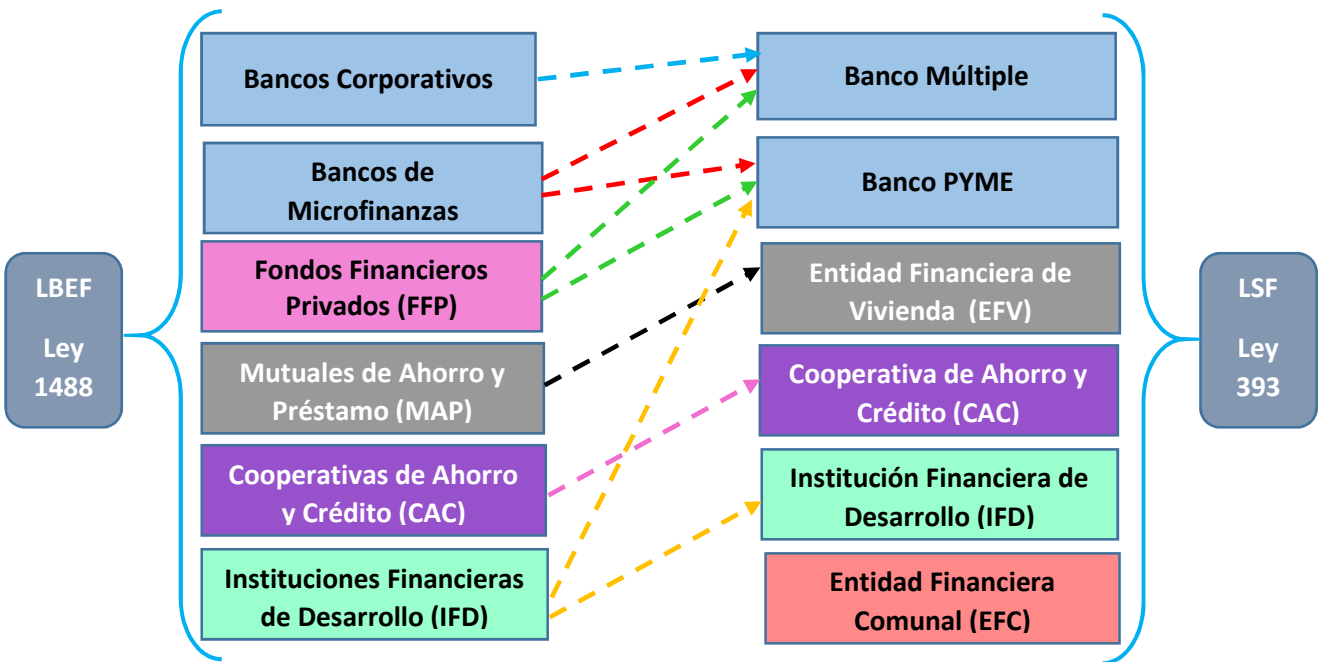 LBEF
Ley
1488
Bancos Corporativos
Bancos de
Microfinanzas
Fondos Financieros
Privados (FFP)
Mutuales de Ahorro y
Préstamo (MAP)
Cooperativas de Ahorro
y Crédito (CAC)
Instituciones Financieras
de Desarrollo (IFD)
Banco Múltiple
Banco PYME
Entidad Financiera de
Vivienda (EFV)
Cooperativa de Ahorro y
Crédito (CAC)
Institución Financiera de
Desarrollo (IFD)
Entidad Financiera
Comunal (EFC)
LSF
Ley
393